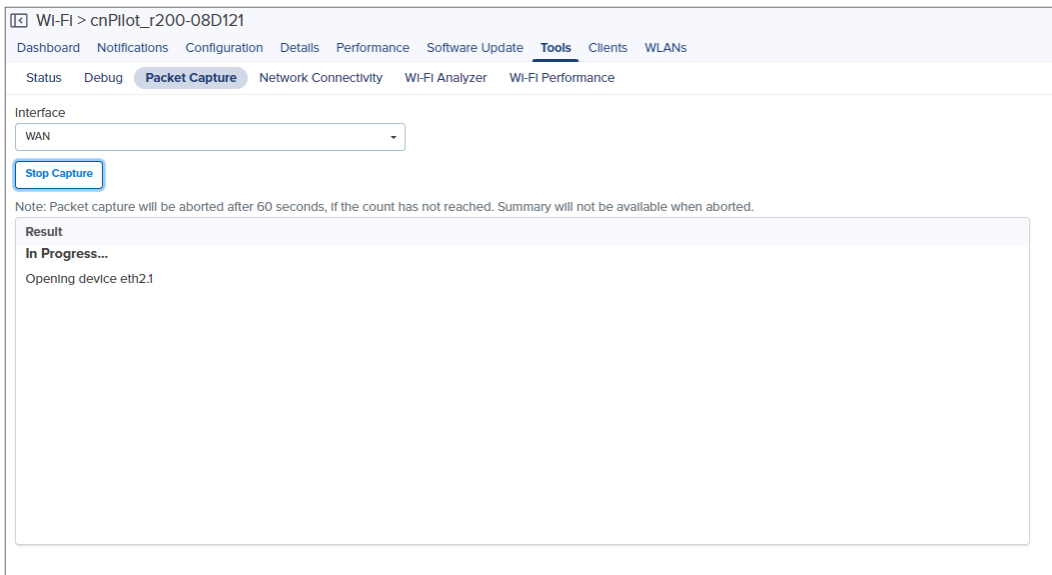 Wi-Fi > cnPilot_r200-08D121
Dashboard Notifications Configuration Details Performance Software Update Tools Clients WLANs
Status Debug Packet Capture Network Connectivity Wi-Fi Analyzer Wi-Fi Performance
Interface
WAN
Stop Capture
Note: Packet capture will be aborted after 60 seconds, if the count has not reached. Summary will not be available when aborted.
Result
In Progress...
Opening device eth2.1